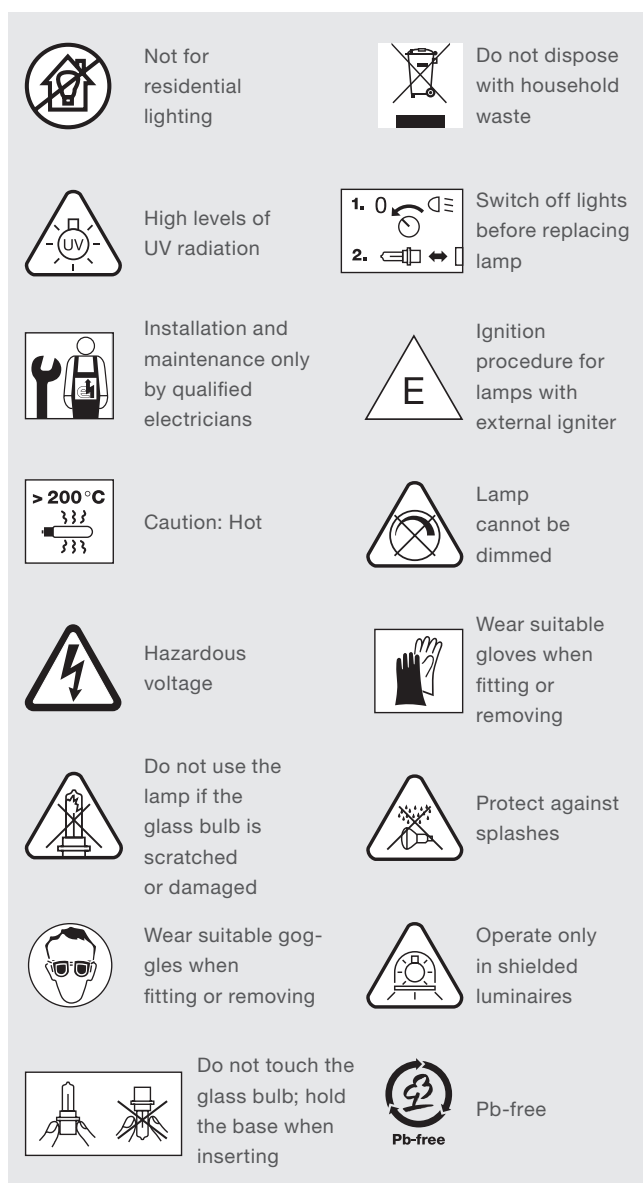 Not for
residential
lighting
Do not dispose
with household
waste
UV
High levels of
UV radiation
1. 0
2.
Switch off lights
before replacing
lamp
Installation and
maintenance only
by qualified
electricians
E
Ignition
procedure for
lamps with
external igniter
> 200 °C
Caution: Hot
Lamp
cannot be
dimmed
Hazardous
voltage
Wear suitable
gloves when
fitting or
removing
Do not use the
lamp if the
glass bulb is
scratched
or damaged
Protect against
splashes
Wear suitable gog-
gles when
fitting or removing
Operate only
in shielded
luminaires
Do not touch the
glass bulb; hold
the base when
inserting
Pb-free
Pb-free